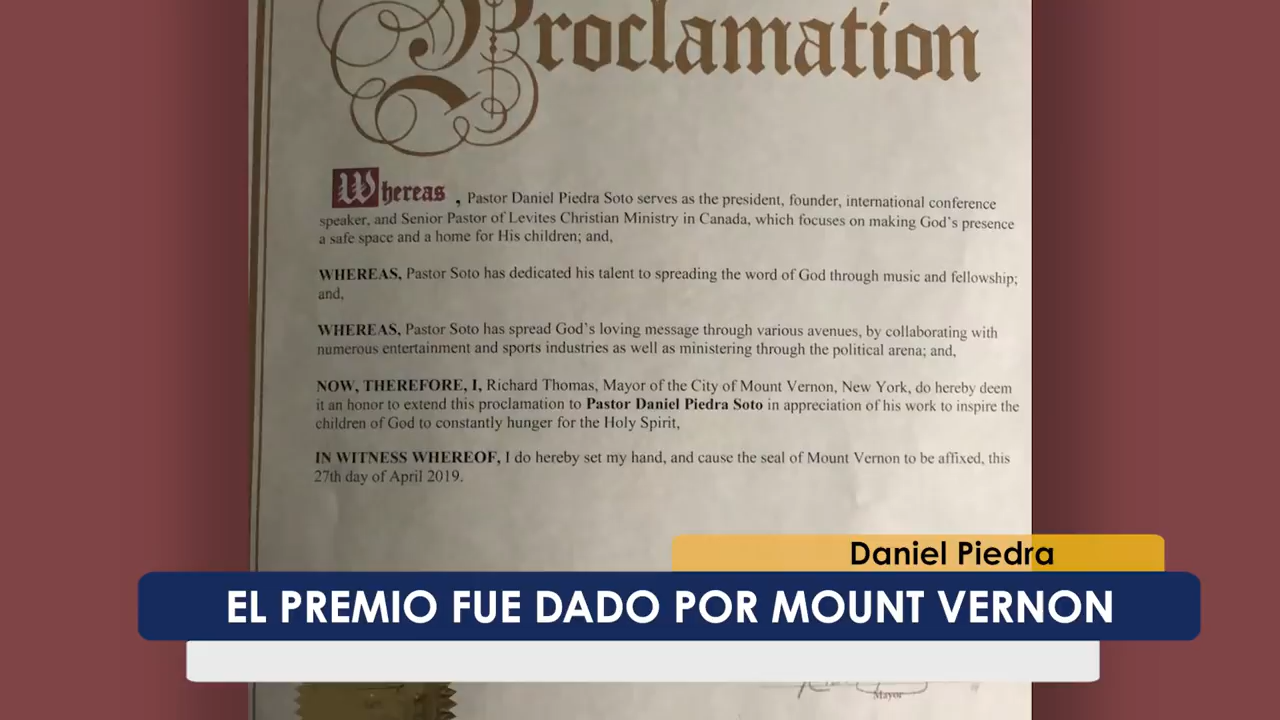 Proclamation
Whereas, Pastor Daniel Piedra Soto serves as the president, founder, international conference
speaker, and Senior Pastor of Levites Christian Ministry in Canada, which focuses on making God's presence
a safe space and a home for His children; and,
WHEREAS, Pastor Soto has dedicated his talent to spreading the word of God through music and fellowship;
and,
WHEREAS, Pastor Soto has spread God's loving message through various avenues, by collaborating with
numerous entertainment and sports industries as well as ministering through the political arena; and,
NOW, THEREFORE, I, Richard Thomas, Mayor of the City of Mount Vernon, New York, do hereby deem
it an honor to extend this proclamation to Pastor Daniel Piedra Soto in appreciation of his work to inspire the
children of God to constantly hunger for the Holy Spirit,
IN WITNESS WHEREOF, I do hereby set my hand, and cause the seal of Mount Vernon to be affixed, this
27th day of April 2019.
Daniel Piedra
EL PREMIO FUE DADO POR MOUNT VERNON
Mayor